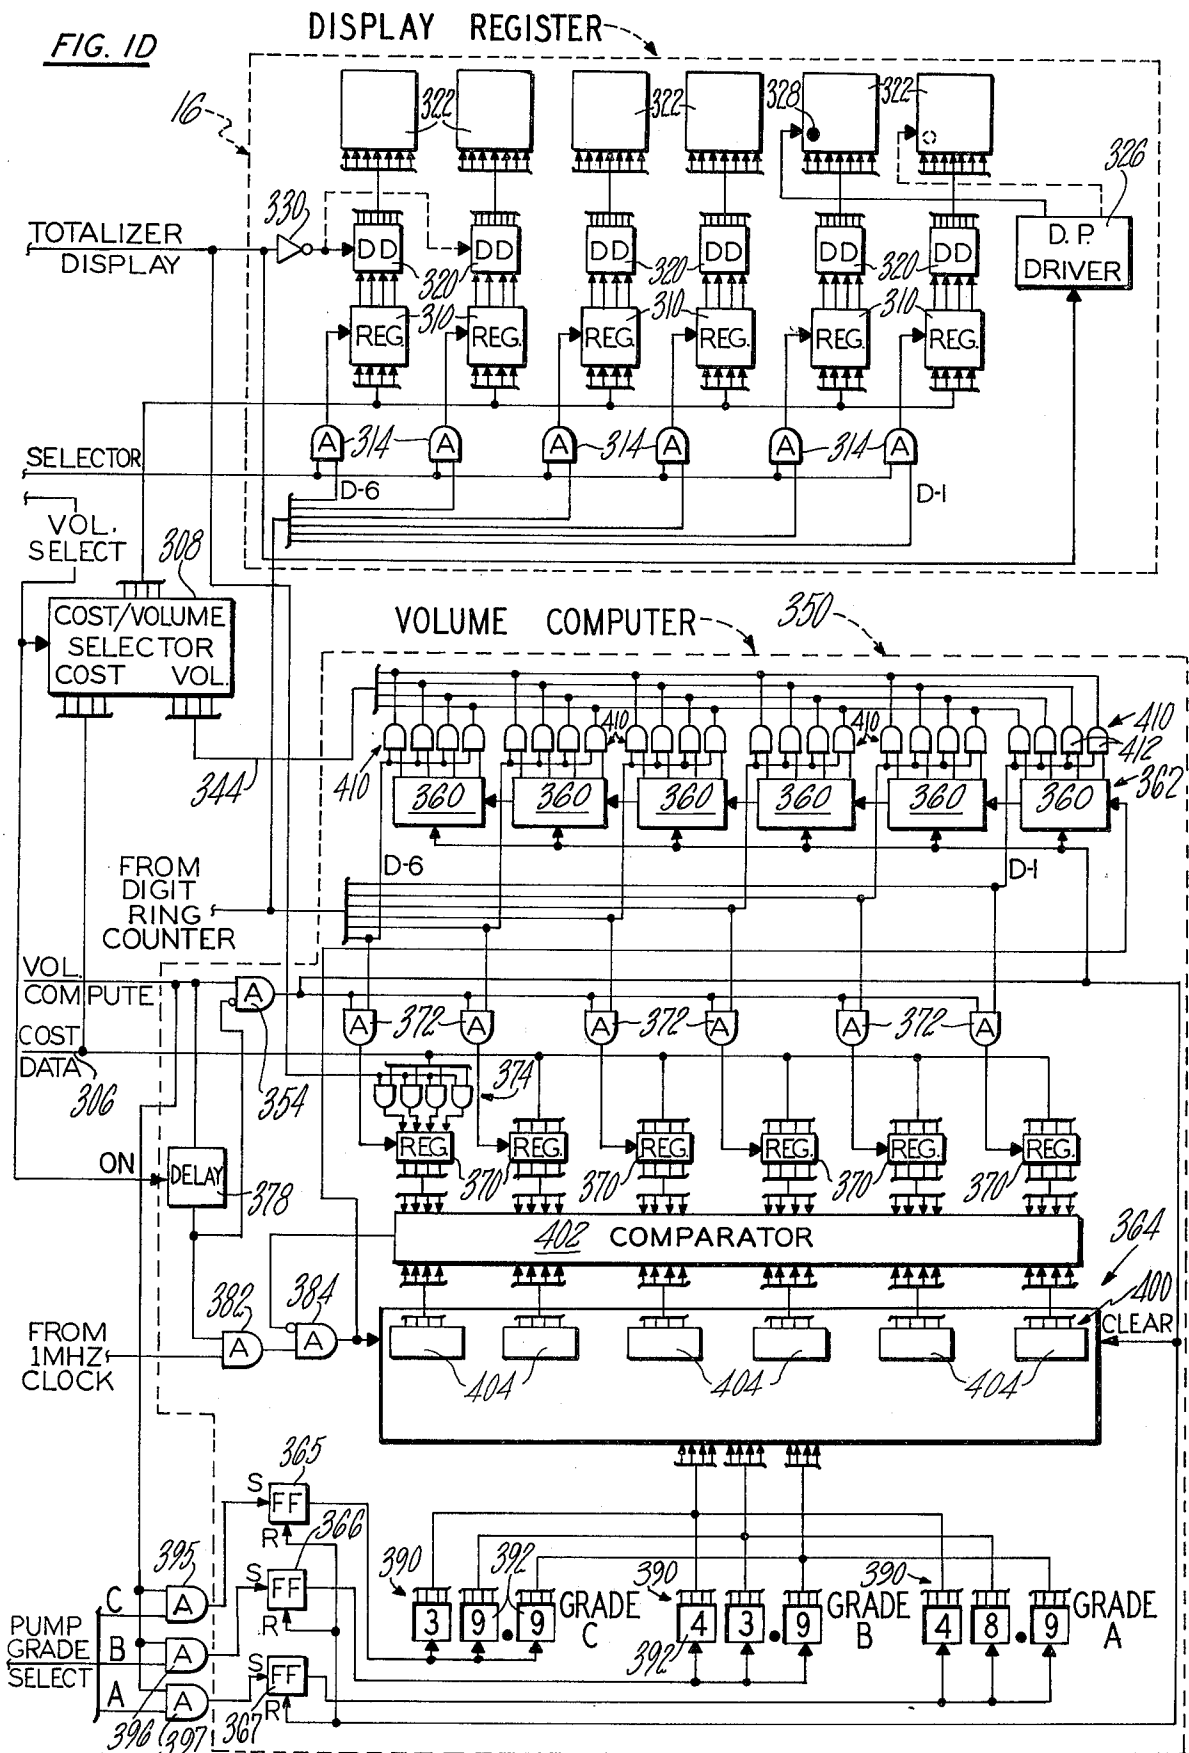 FIG. 1D
DISPLAY REGISTER
16
322 322 328 322
326
330
TOTALIZER
DISPLAY
DD DD DD DD DD DD
320 320 320
D. P.
DRIVER
310 310 310
REG. REG. REG. REG. REG. REG.
A A A A A A
314 314 314
SELECTOR
D-6 D-1
VOL.
SELECT
308
COST/VOLUME
SELECTOR
COST VOL.
VOLUME COMPUTER
350
410 410 410
412
344
410
362
360 360 360 360 360 360
D-6 D-1
FROM
DIGIT
RING
COUNTER
VOL.
COMPUTE
A
354
A A A A A A
372 372 372
COST
DATA
306
374
REG. REG. REG. REG. REG. REG.
370 370 370 370
ON
DELAY
378
402 COMPARATOR
364
382
384
400
CLEAR
FROM
1MHZ
CLOCK
A A
404 404 404
365
S FF
R
366
S FF
R
395
C A
PUMP
GRADE
SELECT
B A
A A
396
397
S FF
R
367
390 392
3 9 . 9
GRADE
C
390
4 3 . 9
392
GRADE
B
390
4 8 . 9
GRADE
A